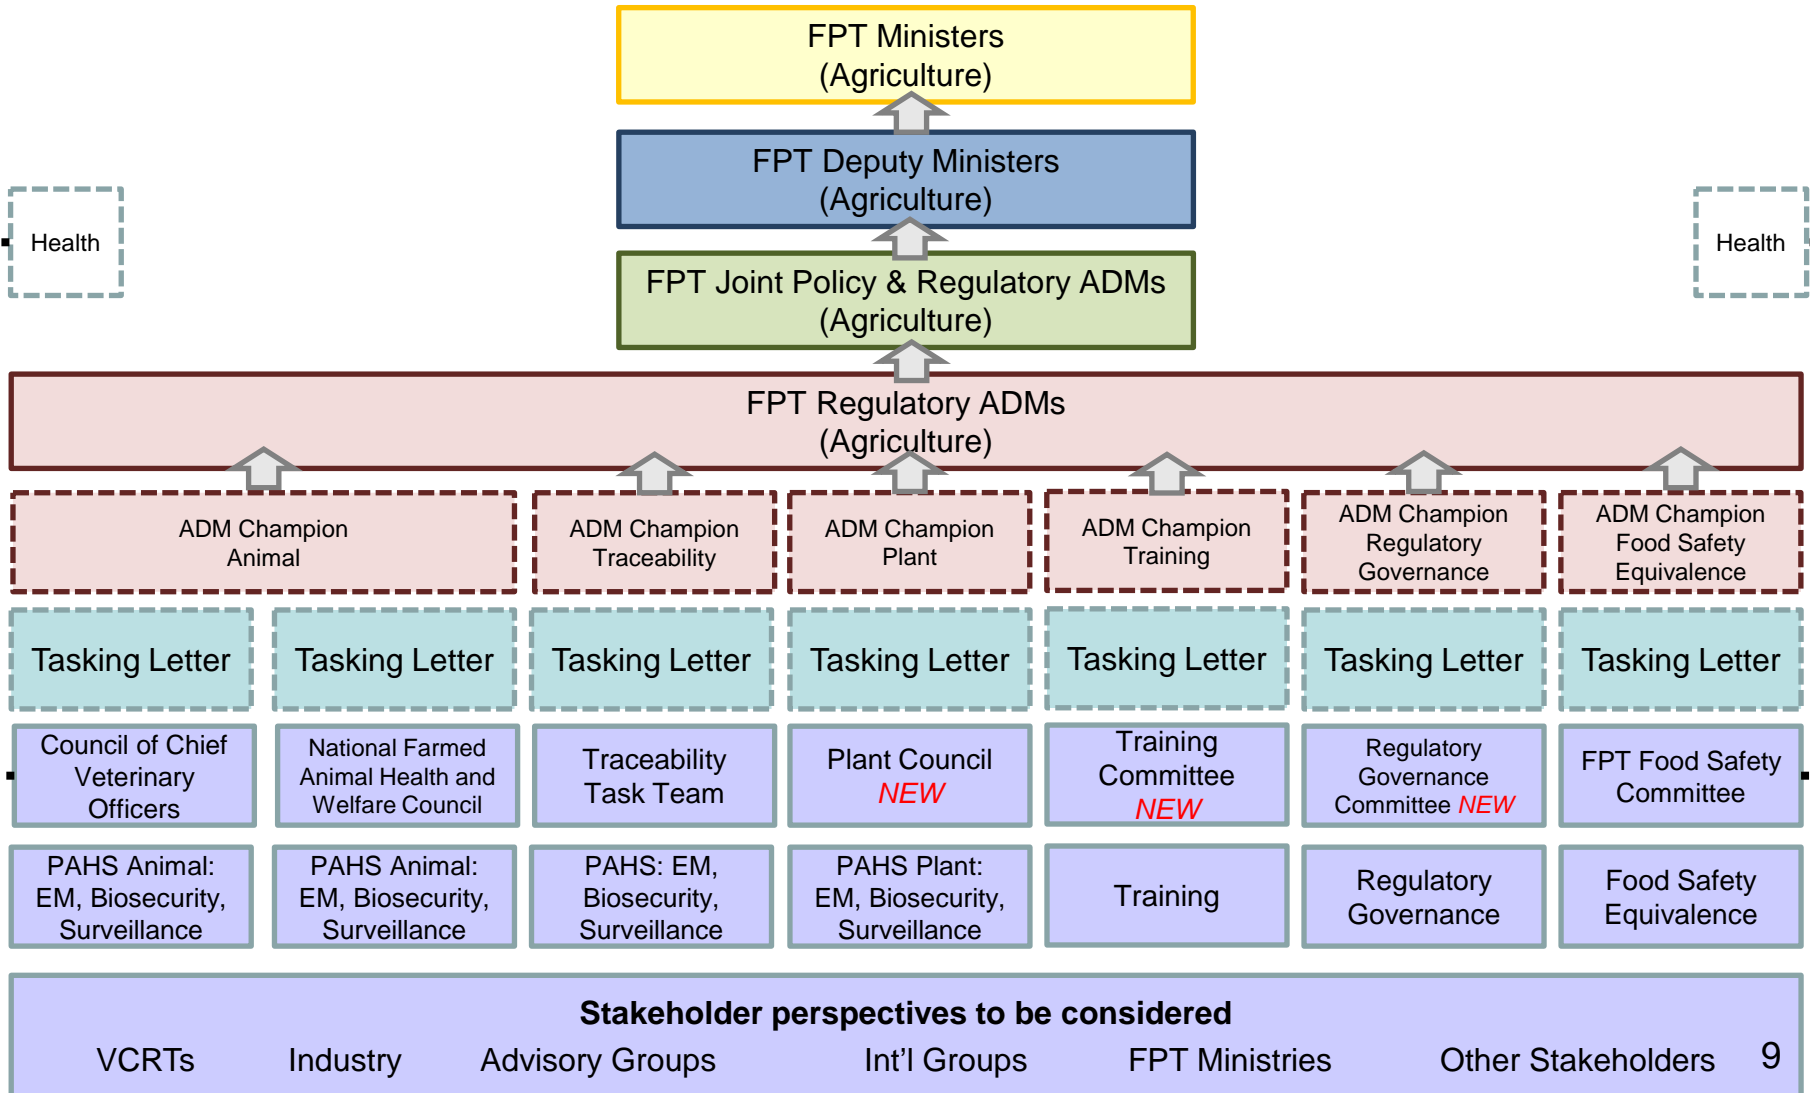 FPT Ministers
(Agriculture)
FPT Deputy Ministers
(Agriculture)
Health
Health
FPT Joint Policy & Regulatory ADMs
(Agriculture)
FPT Regulatory ADMs
(Agriculture)
ADM Champion
Animal
ADM Champion
Traceability
ADM Champion
Plant
ADM Champion
Training
ADM Champion
Regulatory
Governance
ADM Champion
Food Safety
Equivalence
Tasking Letter
Tasking Letter
Tasking Letter
Tasking Letter
Tasking Letter
Tasking Letter
Tasking Letter
Council of Chief
Veterinary
Officers
National Farmed
Animal Health and
Welfare Council
Traceability
Task Team
Plant Council
NEW
Training
Committee
NEW
Regulatory
Governance
Committee NEW
FPT Food Safety
Committee
PAHS Animal:
EM, Biosecurity,
Surveillance
PAHS Animal:
EM, Biosecurity,
Surveillance
PAHS: EM,
Biosecurity,
Surveillance
PAHS Plant:
EM, Biosecurity,
Surveillance
Training
Regulatory
Governance
Food Safety
Equivalence
Stakeholder perspectives to be considered
VCRTs Industry Advisory Groups Int'l Groups FPT Ministries Other Stakeholders 9